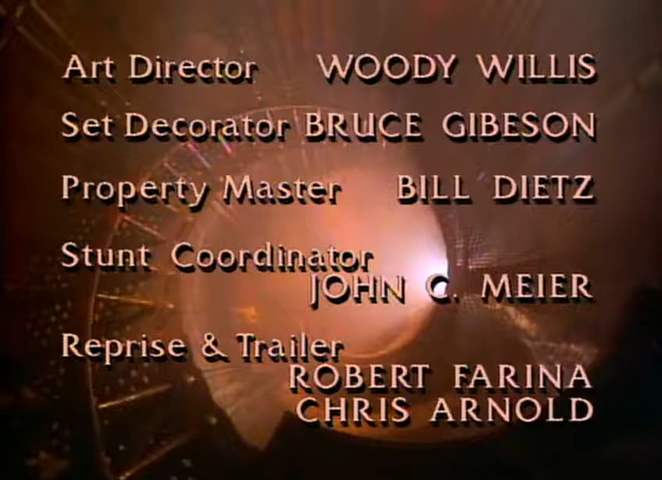 Art Director WOODY WILLIS
Set Decorator BRUCE GIBESON
Property Master BILL DIETZ
Stunt Coordinator
JOHN C. MEIER
Reprise & Trailer
ROBERT FARINA
CHRIS ARNOLD